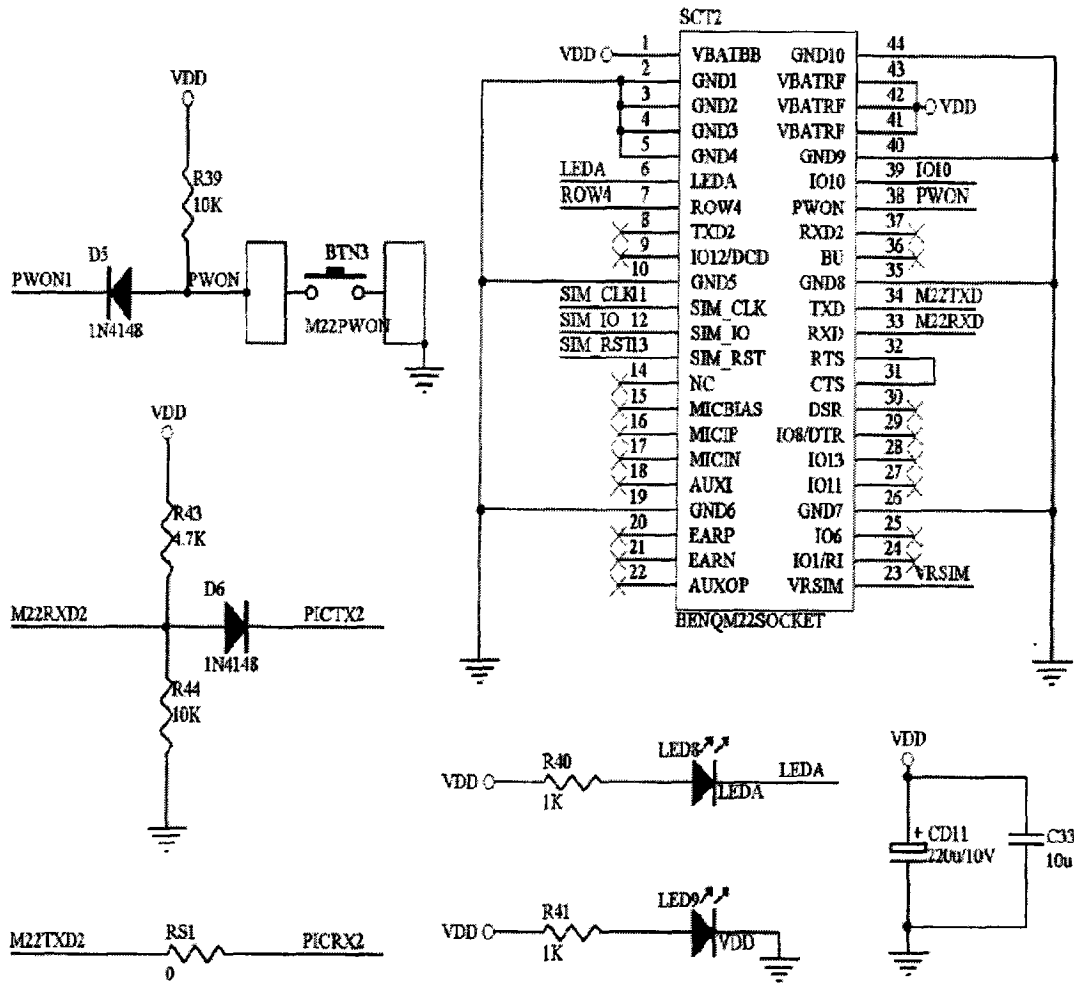 SCT2
VDD 1 VBATBB GND10 44
2 GND1 VBATRF 43
3 GND2 VBATRF 42 VDD
4 GND3 VBATRF 41
5 GND4 GND9 40
LEDA 6 LEDA IO10 39 IO10
ROW4 7 ROW4 PWON 38 PWON
8 TXD2 RXD2 37
9 IO12/DCD BU 36
10 GND5 GND8 35
SIM_CLK 11 SIM_CLK TXD 34 M22TXD
SIM_IO 12 SIM_IO RXD 33 M22RXD
SIM_RST 13 SIM_RST RTS 32
14 NC CTS 31
15 MICBIAS DSR 30
16 MICIP IO8/DTR 29
17 MICIN IO13 28
18 AUXI IO11 27
19 GND6 GND7 26
20 EARP IO6 25
21 EARN IO1/RI 24
22 AUXOP VRSIM 23 VRSIM
BENQM22SOCKET
VDD
R39
10K
D5
PWON1
1N4148
PWON
BTN3
M22PWON
VDD
R43
4.7K
M22RXD2
D6
1N4148
PICTX2
R44
10K
M22TXD2
RS1
0
PICRX2
VDD
R40
1K
LED8
LEDA
LEDA
VDD
R41
1K
LED9
VDD
VDD
+
CD11
220u/10V
C33
10u